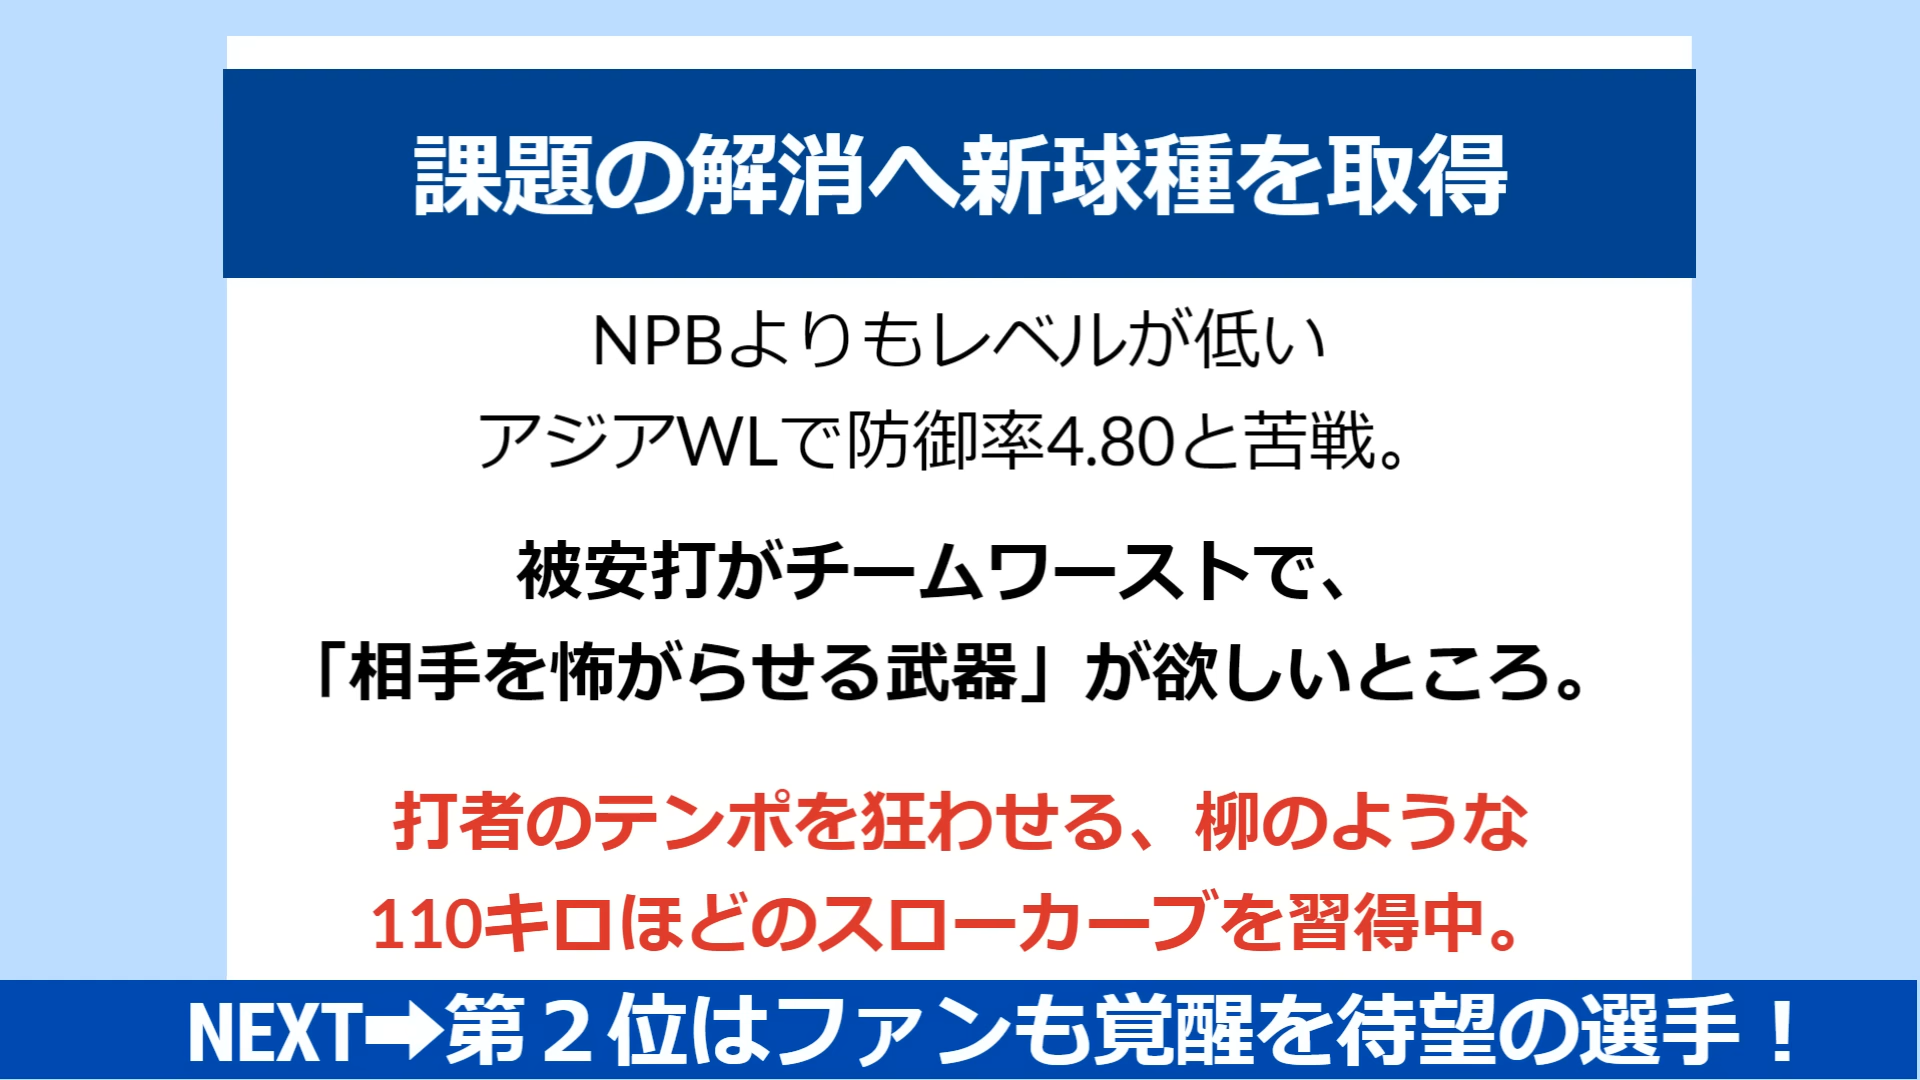 課題の解消へ新球種を取得
NPBよりもレベルが低い
アジアWLで防御率4.80と苦戦。
被安打がチームワーストで、
「相手を怖がらせる武器」が欲しいところ。
打者のテンポを狂わせる、柳のような
110キロほどのスローカーブを習得中。
NEXT➡第２位はファンも覚醒を待望の選手！